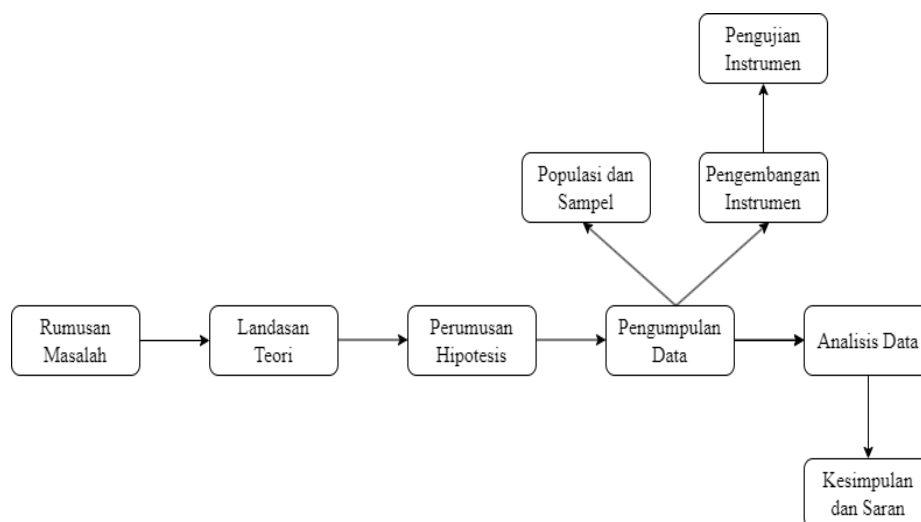 Pengujian
Instrumen
Populasi dan
Sampel
Pengembangan
Instrumen
Rumusan
Masalah
Landasan
Teori
Perumusan
Hipotesis
Pengumpulan
Data
Analisis Data
Kesimpulan
dan Saran